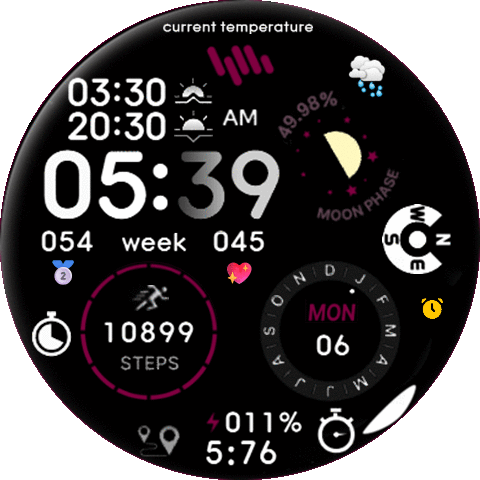 current temperature
03:30
20:30
AM
05:39
49.98%
MOON PHASE
054 week 045
N
E
S
W
2
10899
STEPS
J F M A M J J A S O N D
MON
06
011%
5:76